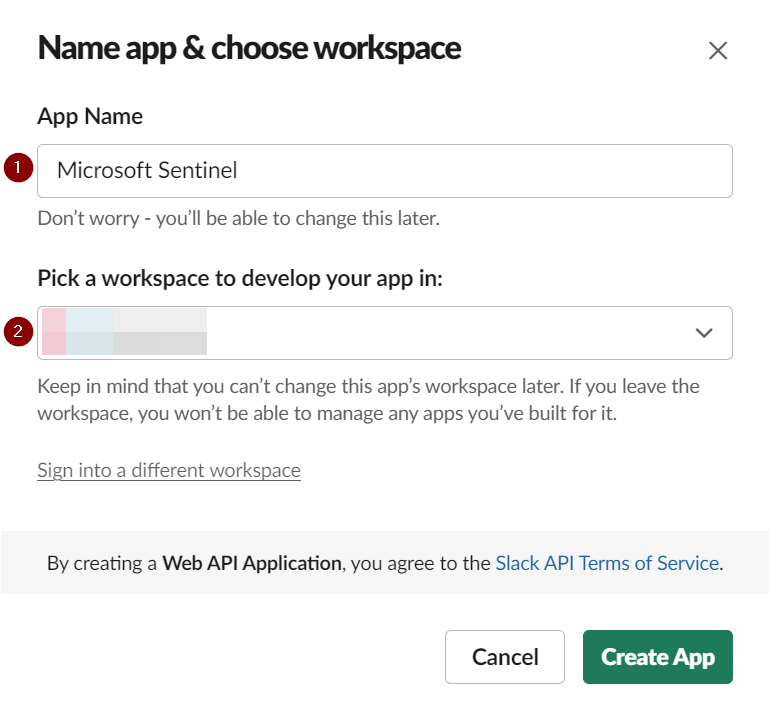 Name app & choose workspace
App Name
1
Microsoft Sentinel
Don't worry - you'll be able to change this later.
Pick a workspace to develop your app in:
2
Keep in mind that you can't change this app's workspace later. If you leave the
workspace, you won't be able to manage any apps you've built for it.
Sign into a different workspace
By creating a Web API Application, you agree to the Slack API Terms of Service.
Cancel
Create App